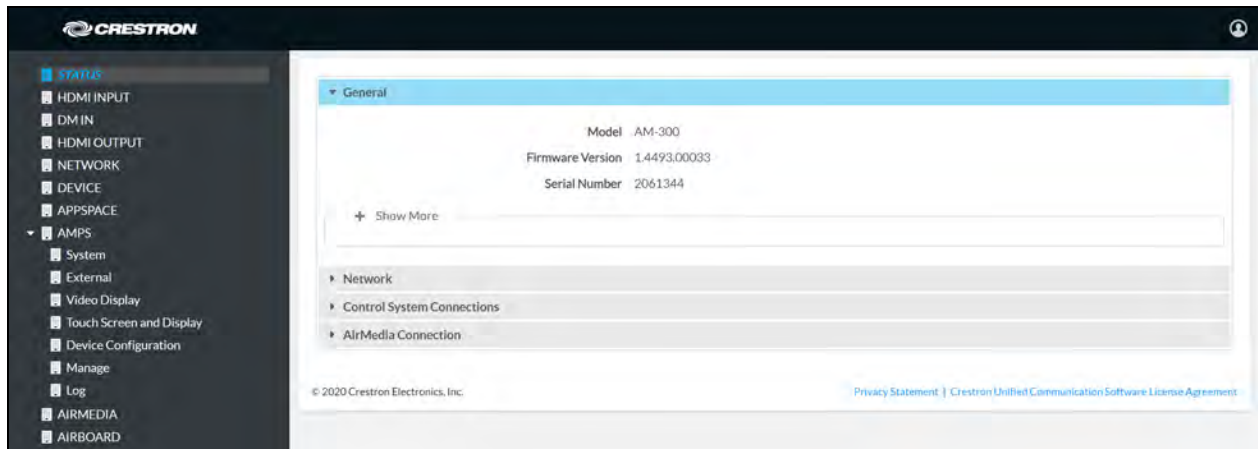 CRESTRON
STATUS
HDMI INPUT
DM IN
HDMI OUTPUT
NETWORK
DEVICE
APPSPACE
AMPS
System
External
Video Display
Touch Screen and Display
Device Configuration
Manage
Log
AIRMEDIA
AIRBOARD
General
Model AM-300
Firmware Version 1.4493.00033
Serial Number 2061344
+ Show More
Network
Control System Connections
AirMedia Connection
© 2020 Crestron Electronics, Inc.
Privacy Statement | Crestron Unified Communication Software License Agreement